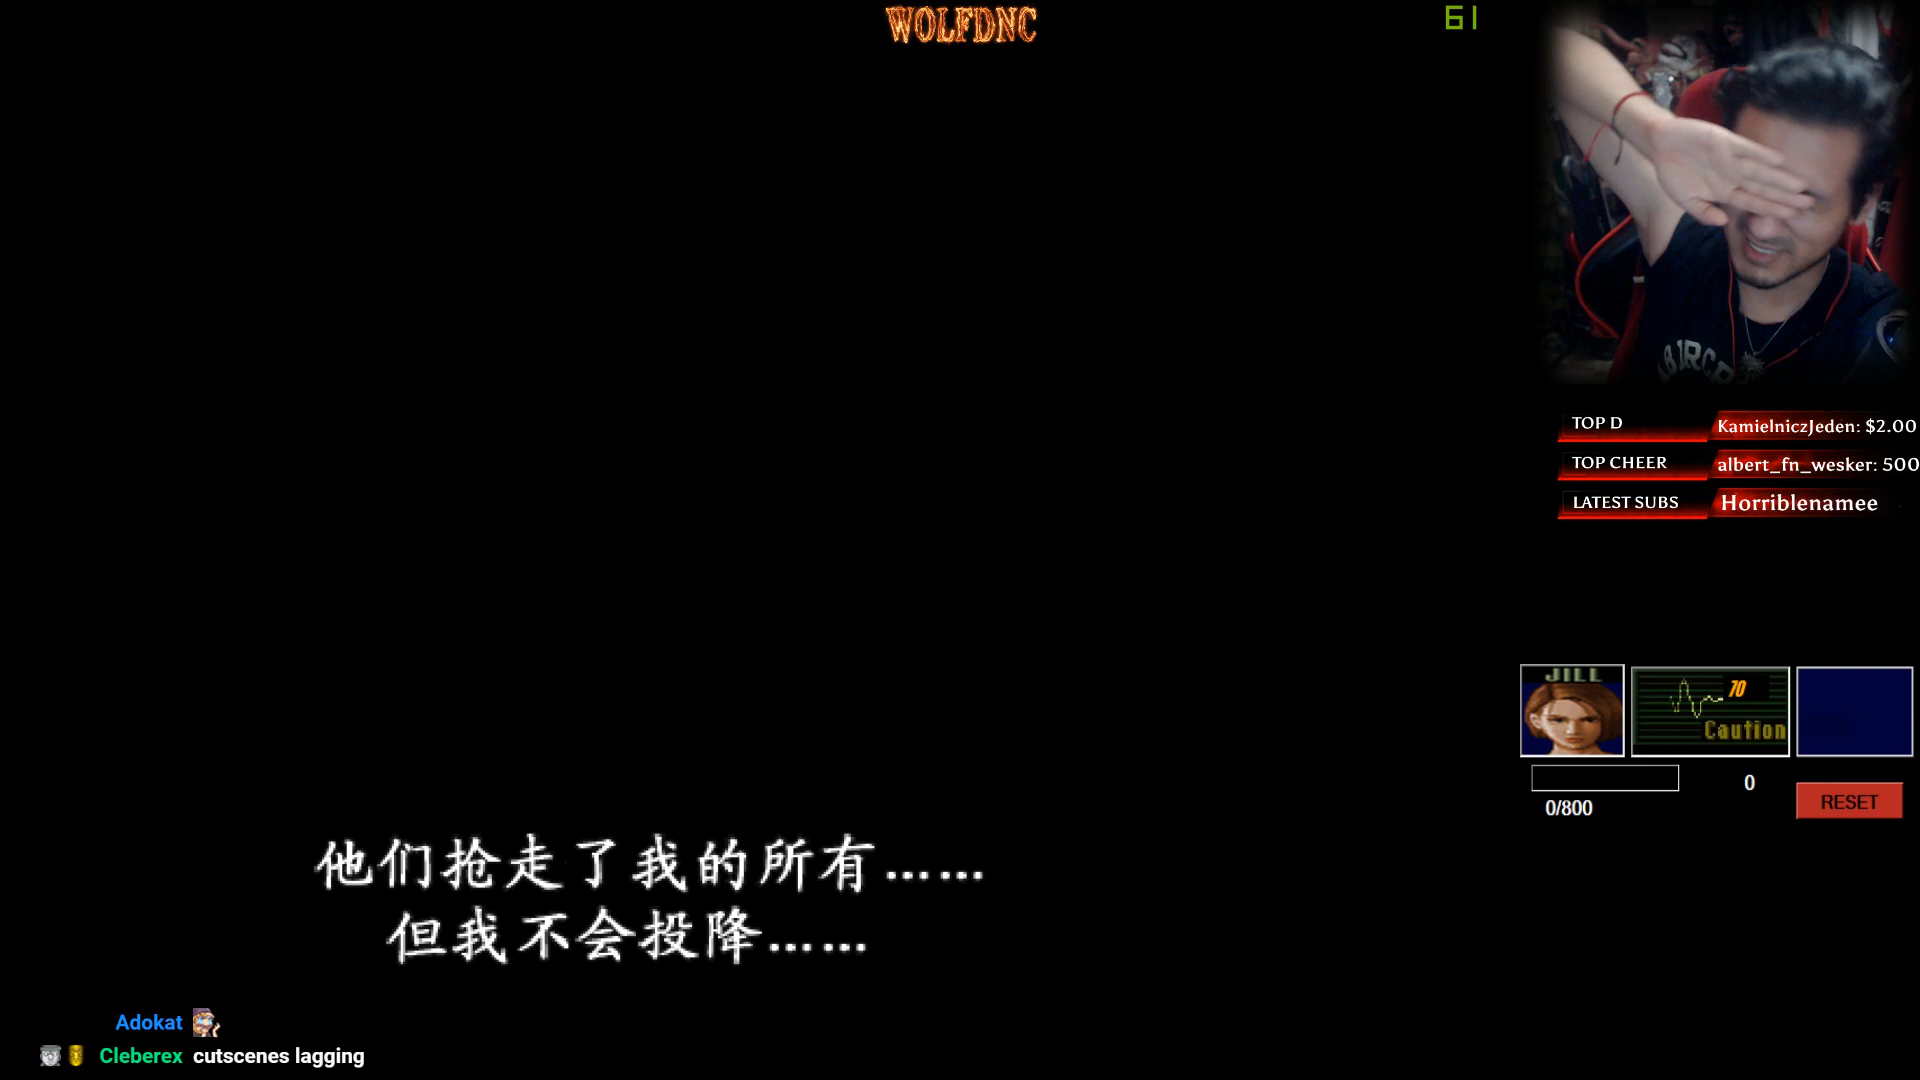 WOLFDNC
61
TOP D
KamielniczJeden: $2.00
TOP CHEER
albert_fn_wesker: 500
LATEST SUBS
Horriblenamee
JILL
70
Caution
0
0/800
RESET
他们抢走了我的所有……
但我不会投降……
Adokat
Cleberex cutscenes lagging